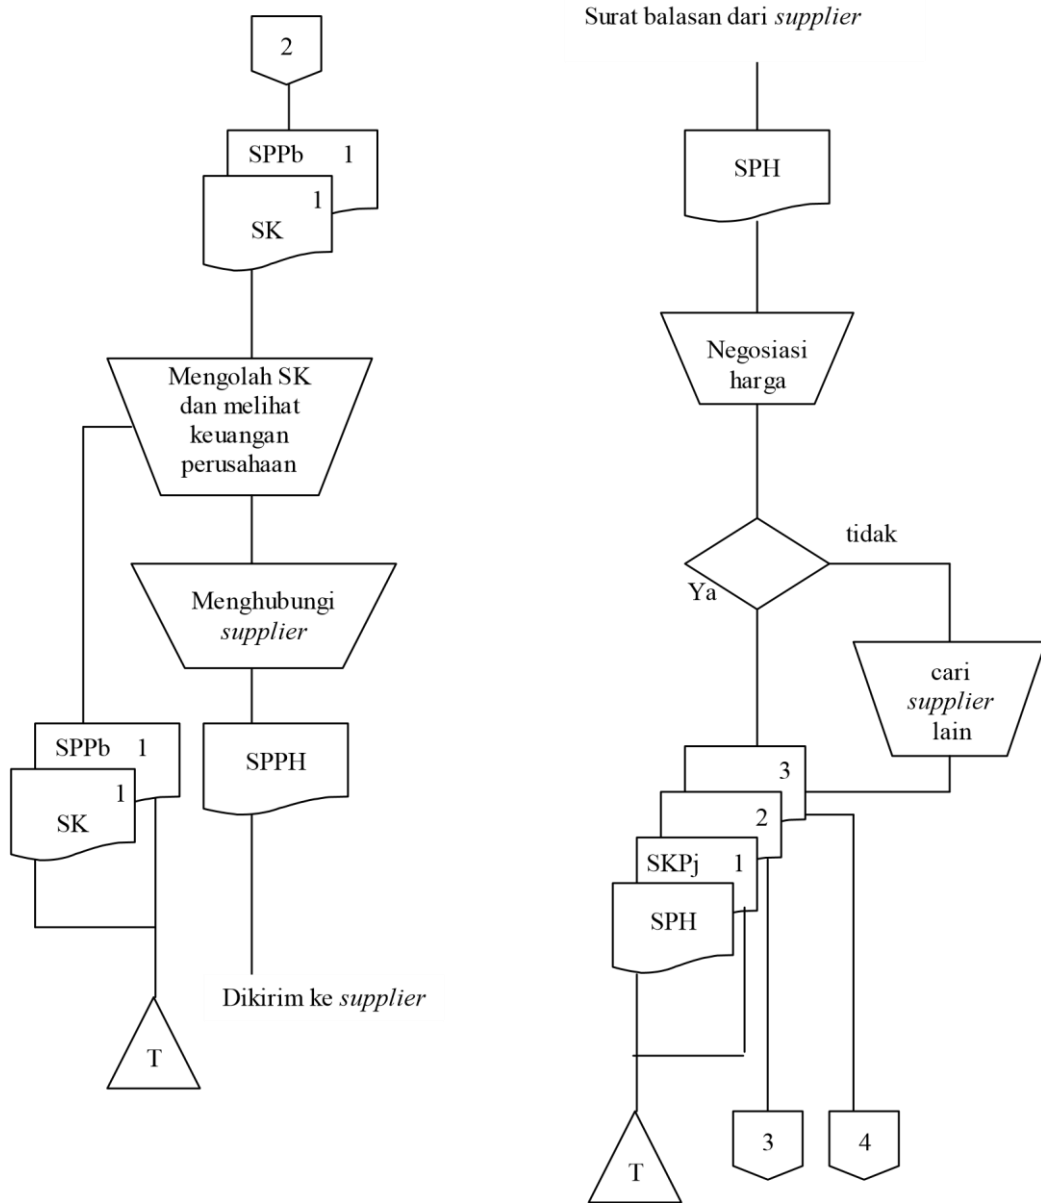 2
SPPb 1
1
SK
Mengolah SK
dan melihat
keuangan
perusahaan
Menghubungi
supplier
SPPb 1
1
SK
SPPH
Dikirim ke supplier
T
Surat balasan dari supplier
SPH
Negosiasi
harga
tidak
Ya
cari
supplier
lain
3
2
SKPj 1
SPH
T
3
4